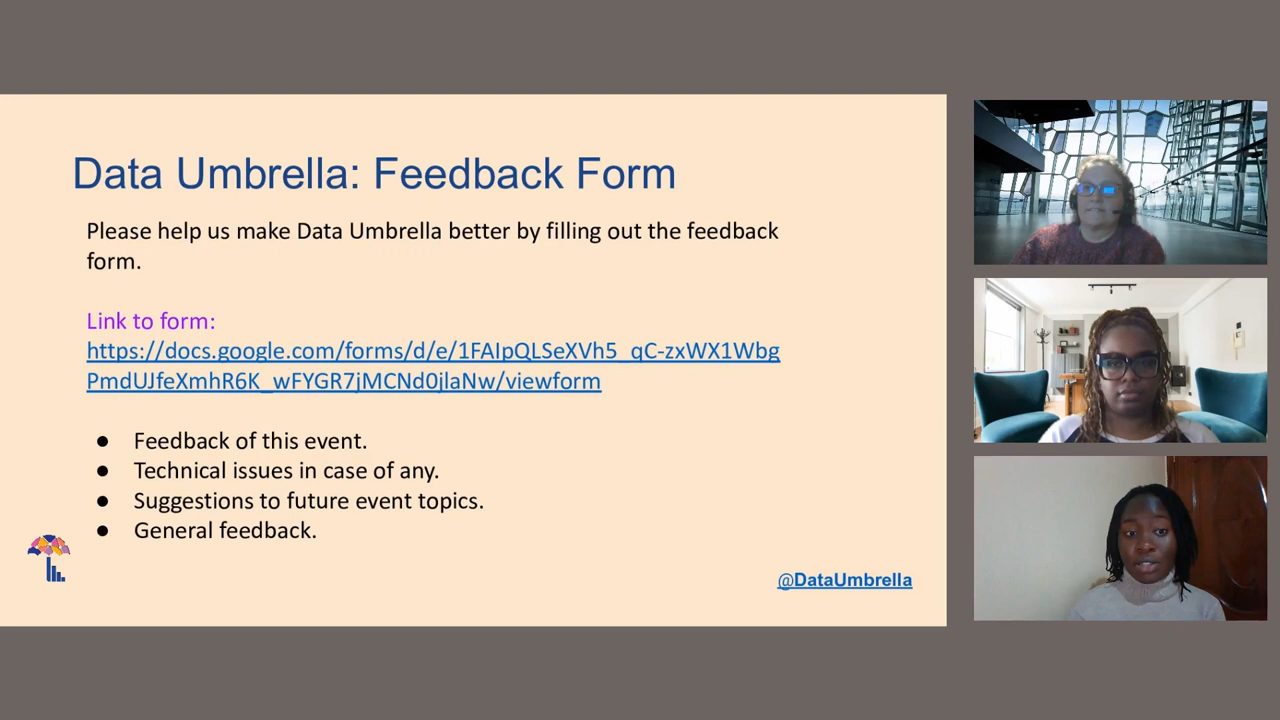 Data Umbrella: Feedback Form
Please help us make Data Umbrella better by filling out the feedback
form.
Link to form:
https://docs.google.com/forms/d/e/1FAIpQLSeXVh5_qC-zxWX1Wbg
PmdUJfeXmhR6K_wFYGR7jMCNd0jlaNw/viewform
● Feedback of this event.
● Technical issues in case of any.
● Suggestions to future event topics.
● General feedback.
@DataUmbrella